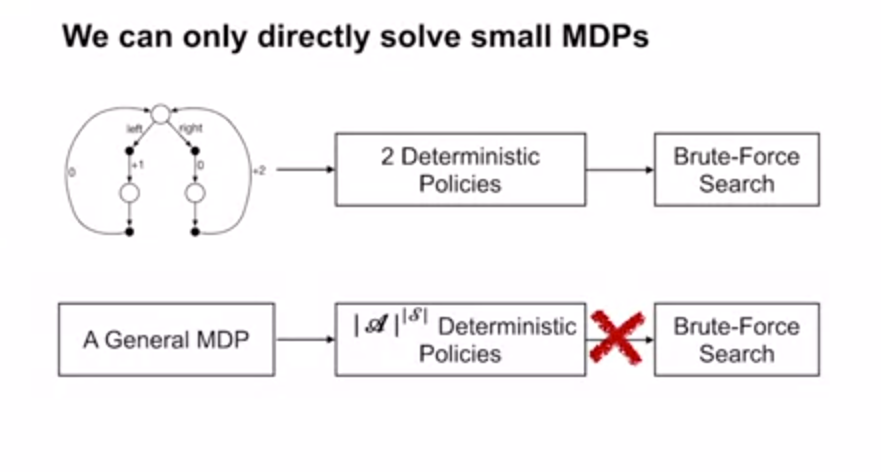 We can only directly solve small MDPs
left
right
+1
0
0
+2
2 Deterministic
Policies
Brute-Force
Search
A General MDP
|𝒜|^|𝒮| Deterministic
Policies
Brute-Force
Search